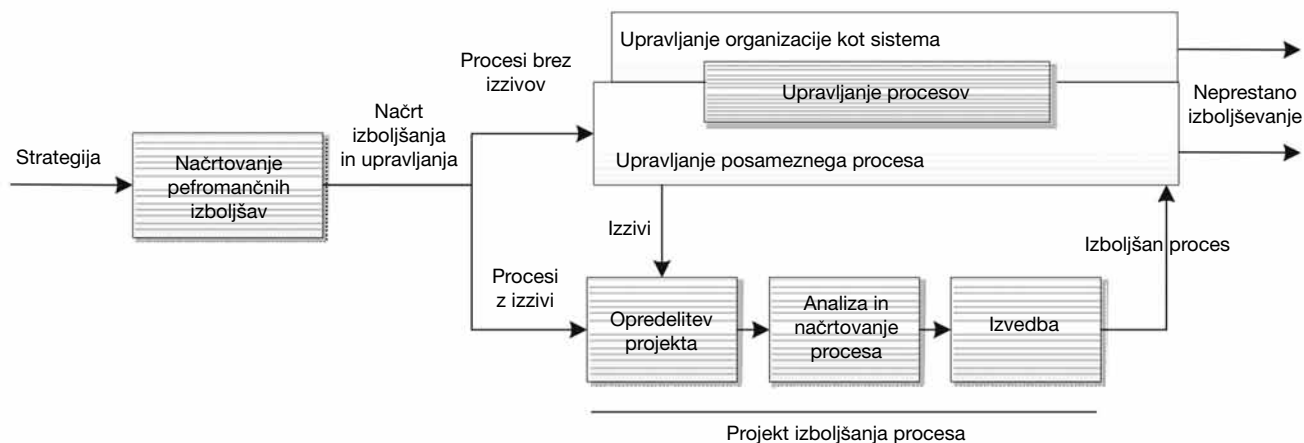 Upravljanje organizacije kot sistema
Procesi brez
izzivov
Upravljanje procesov
Neprestano
izboljševanje
Načrt
izboljšanja
in upravljanja
Strategija
Načrtovanje
pefromančnih
izboljšav
Upravljanje posameznega procesa
Izzivi
Izboljšan proces
Procesi
z izzivi
Opredelitev
projekta
Analiza in
načrtovanje
procesa
Izvedba
Projekt izboljšanja procesa